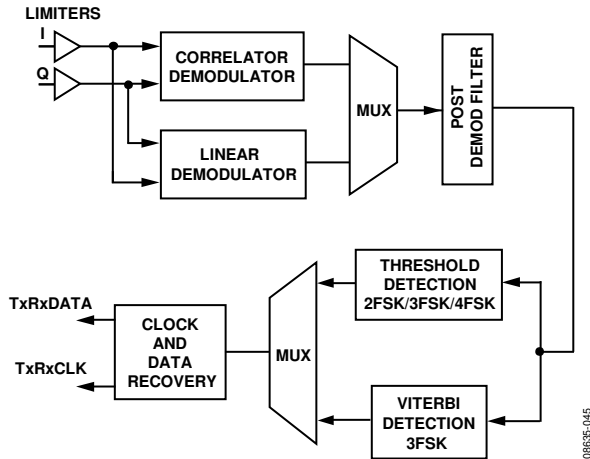 LIMITERS
I
Q
CORRELATOR
DEMODULATOR
LINEAR
DEMODULATOR
MUX
POST
DEMOD FILTER
THRESHOLD
DETECTION
2FSK/3FSK/4FSK
VITERBI
DETECTION
3FSK
MUX
CLOCK
AND
DATA
RECOVERY
TxRxDATA
TxRxCLK
08635-045